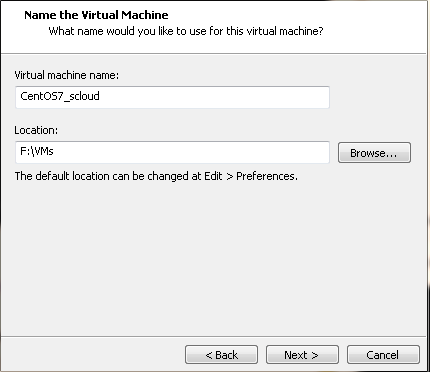 Name the Virtual Machine
What name would you like to use for this virtual machine?
Virtual machine name:
CentOS7_scloud
Location:
F:\VMs
Browse...
The default location can be changed at Edit > Preferences.
< Back
Next >
Cancel